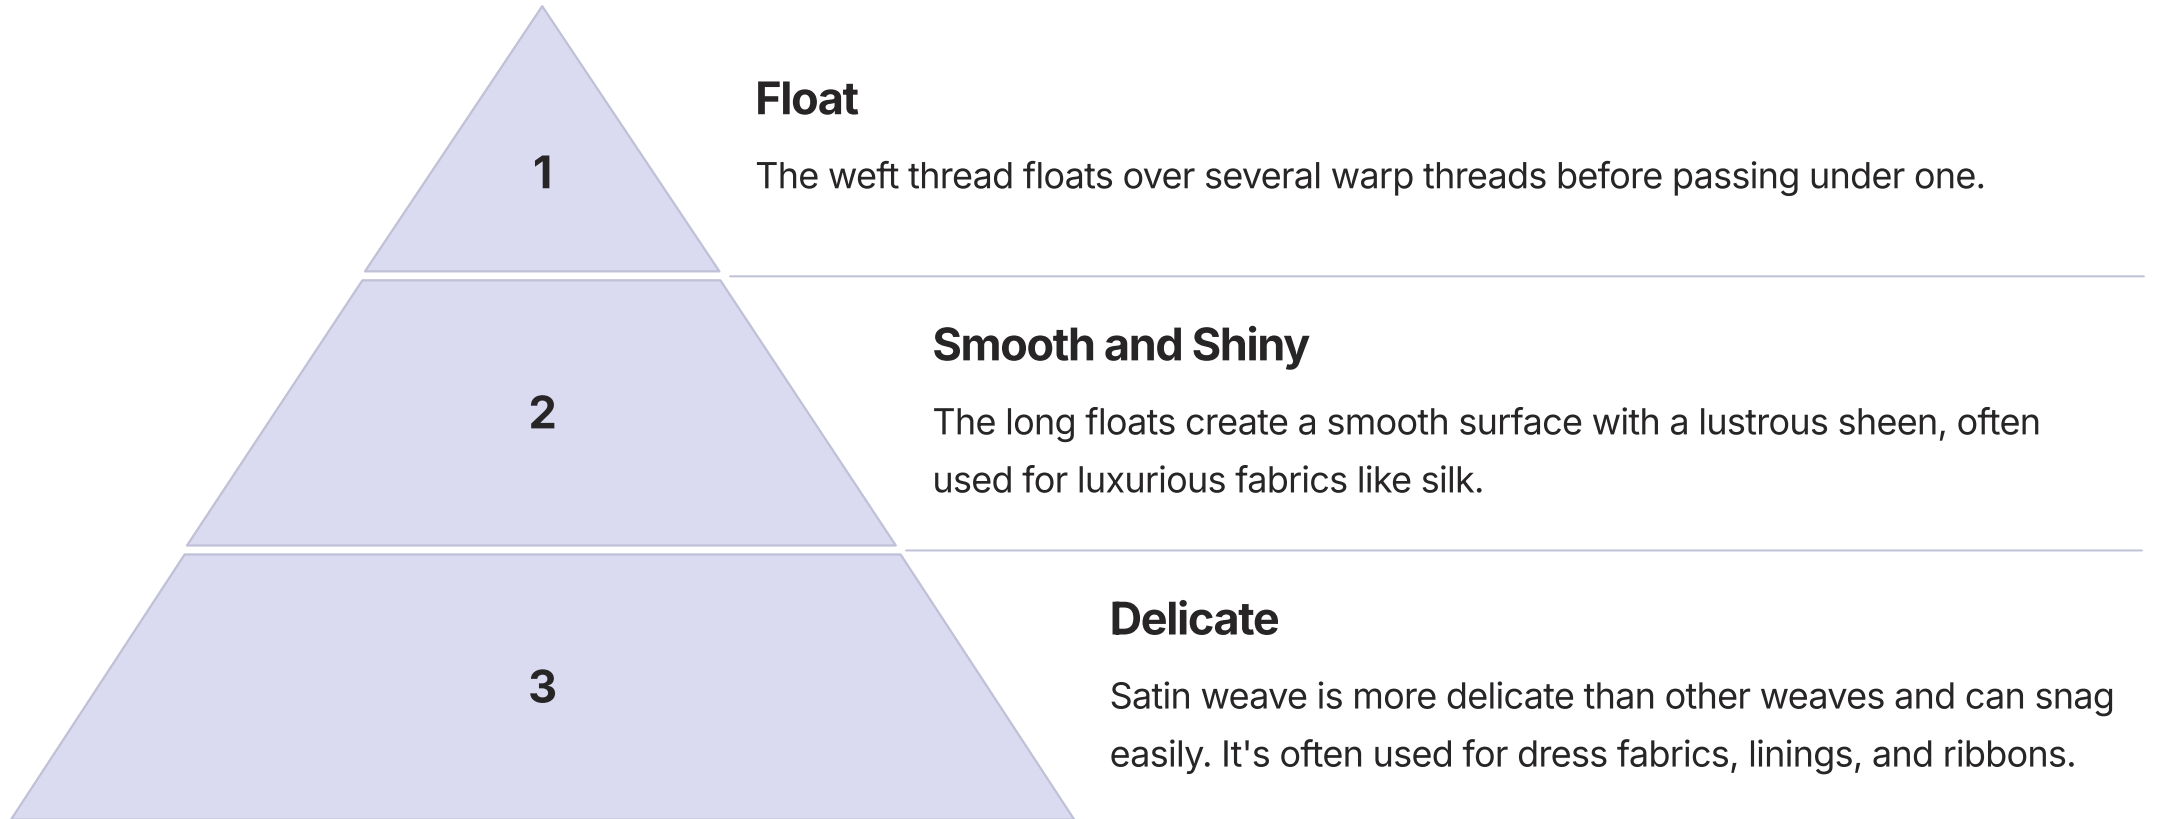 1
Float
The weft thread floats over several warp threads before passing under one.
2
Smooth and Shiny
The long floats create a smooth surface with a lustrous sheen, often
used for luxurious fabrics like silk.
3
Delicate
Satin weave is more delicate than other weaves and can snag
easily. It's often used for dress fabrics, linings, and ribbons.